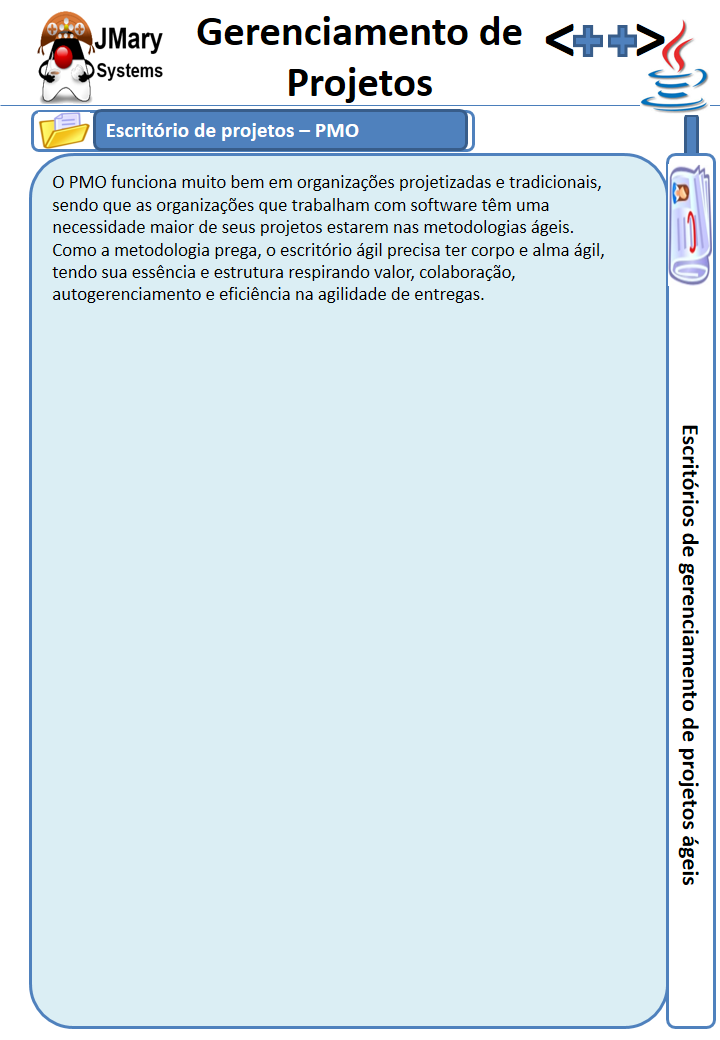 JMary
Systems
Gerenciamento de
Projetos
<++>
Escritório de projetos – PMO
O PMO funciona muito bem em organizações projetizadas e tradicionais,
sendo que as organizações que trabalham com software têm uma
necessidade maior de seus projetos estarem nas metodologias ágeis.
Como a metodologia prega, o escritório ágil precisa ter corpo e alma ágil,
tendo sua essência e estrutura respirando valor, colaboração,
autogerenciamento e eficiência na agilidade de entregas.
Escritórios de gerenciamento de projetos ágeis